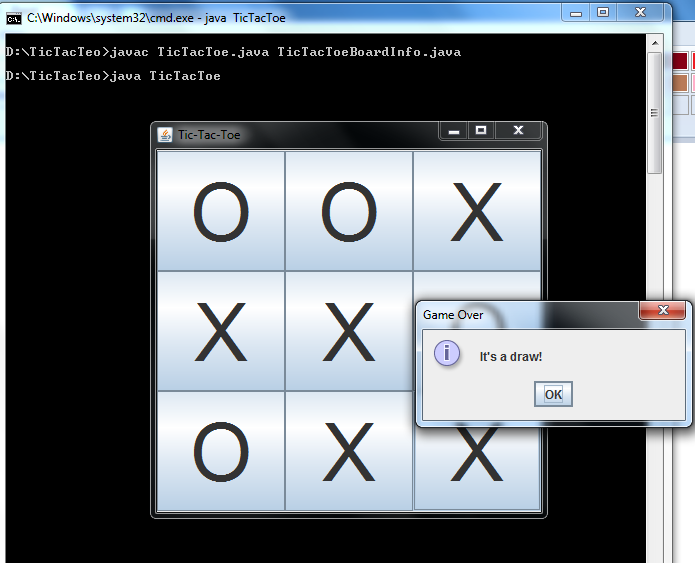 C:\Windows\system32\cmd.exe - java  TicTacToe
D:\TicTacTeo>javac TicTacToe.java TicTacToeBoardInfo.java
D:\TicTacTeo>java TicTacToe
Tic-Tac-Toe
O O X
X X O
Game Over
It's a draw!
OK
O X X